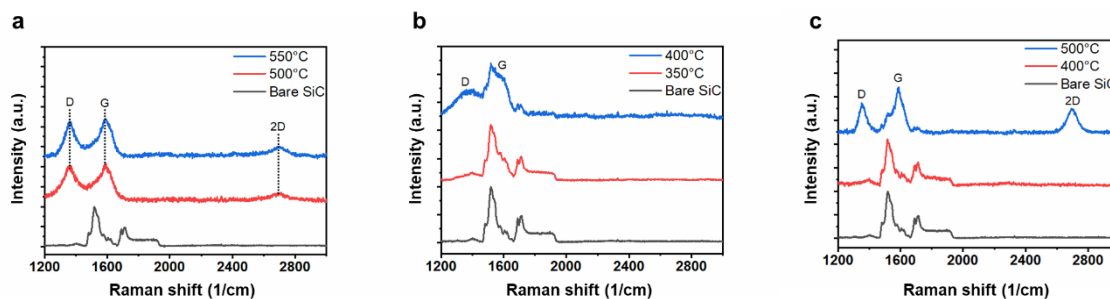 a
Intensity (a.u.)
550°C
500°C
Bare SiC
D
G
2D
1200 1600 2000 2400 2800
Raman shift (1/cm)
b
Intensity (a.u.)
400°C
350°C
Bare SiC
D
G
1200 1600 2000 2400 2800
Raman shift (1/cm)
c
Intensity (a.u.)
500°C
400°C
Bare SiC
D
G
2D
1200 1600 2000 2400 2800
Raman shift (1/cm)